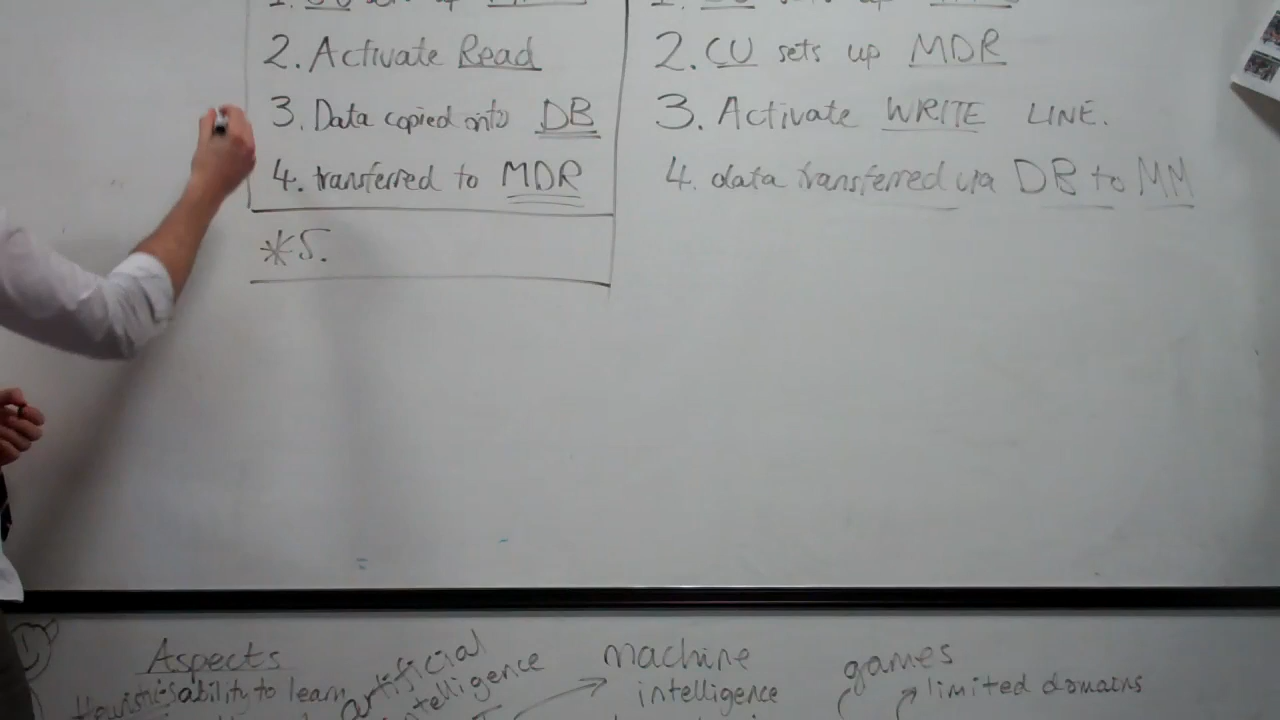 2. Activate Read
3. Data copied onto DB
4. transferred to MDR
*5.
2. CU sets up MDR
3. Activate WRITE LINE.
4. data transferred via DB to MM
Aspects
ability to learn
artificial
intelligence
machine
intelligence
games
limited domains